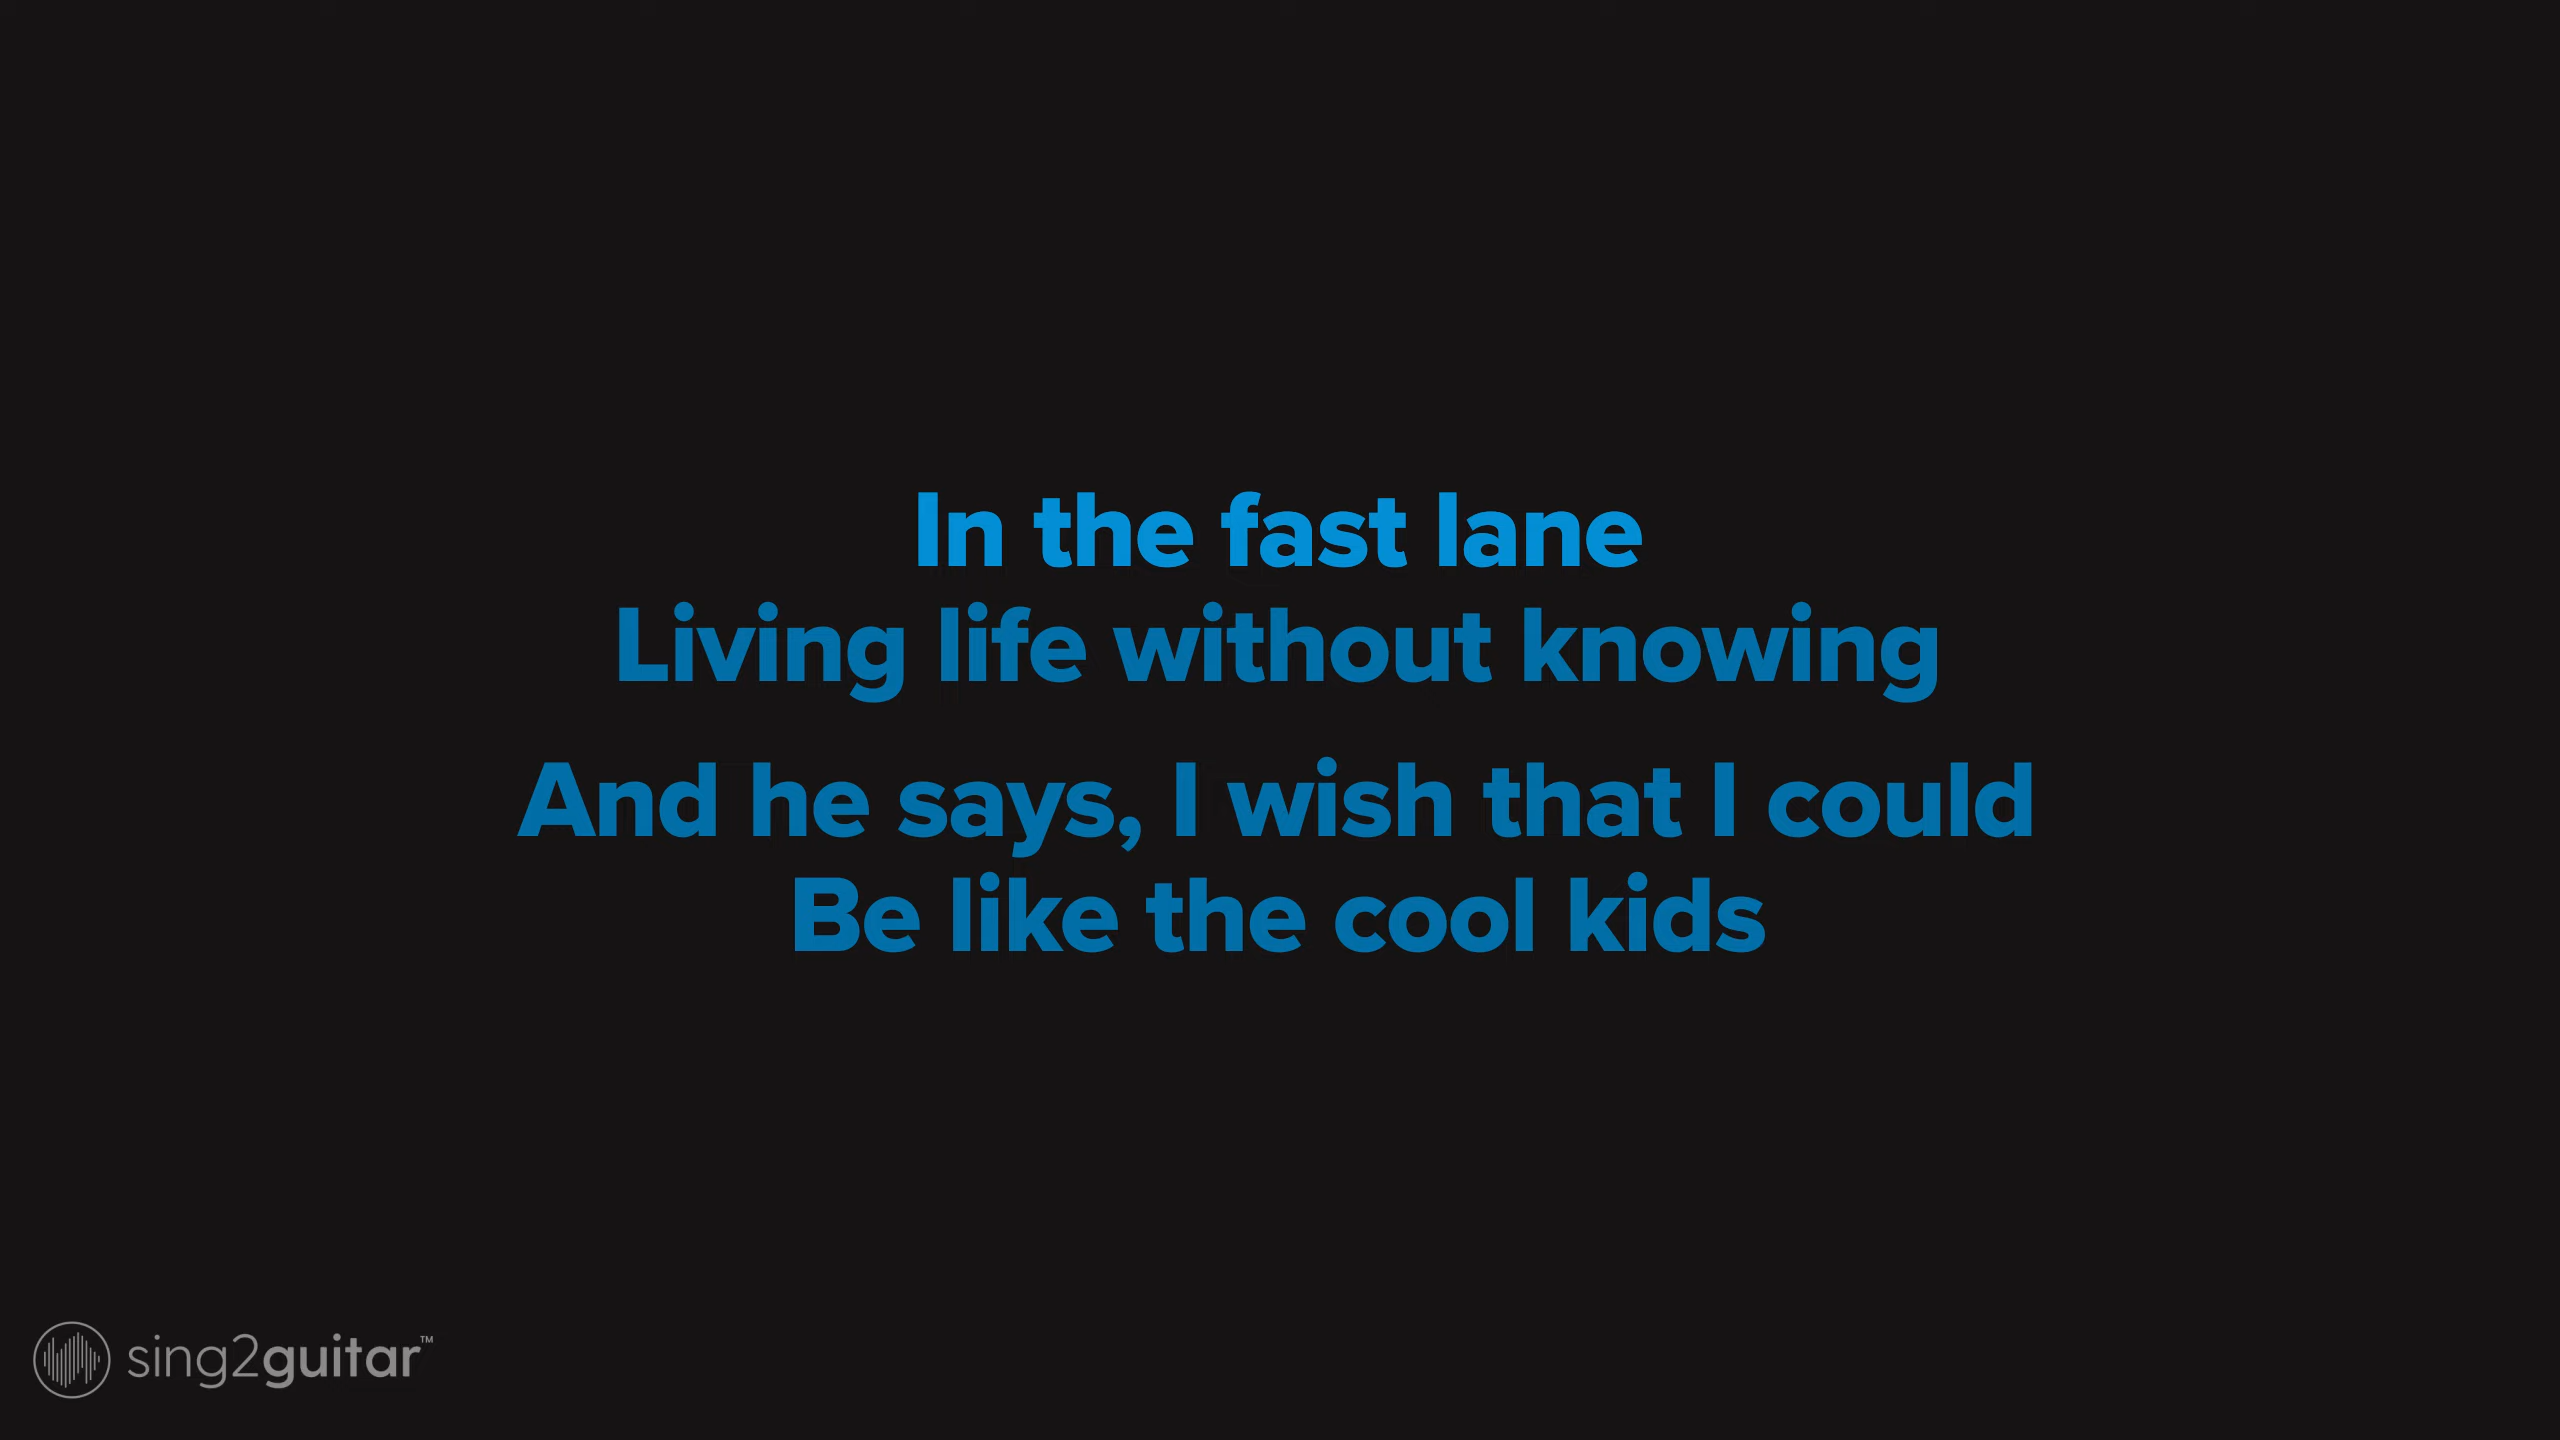 In the fast lane
Living life without knowing
And he says, I wish that I could
Be like the cool kids
sing2guitar™